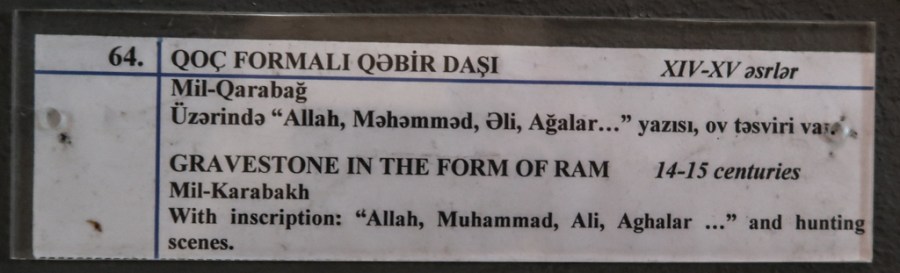 64. QOÇ FORMALI QƏBİR DAŞI XIV-XV əsrlər
Mil-Qarabağ
Üzərində “Allah, Məhəmməd, Əli, Ağalar...” yazısı, ov təsviri var.
GRAVESTONE IN THE FORM OF RAM 14-15 centuries
Mil-Karabakh
With inscription: “Allah, Muhammad, Ali, Aghalar ...” and hunting
scenes.